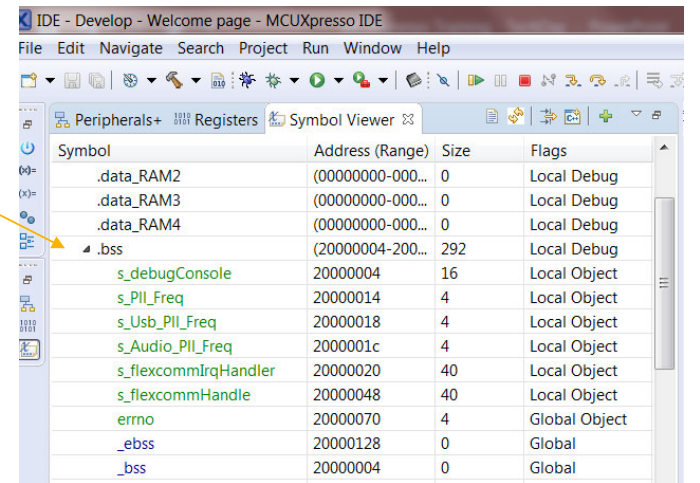 IDE - Develop - Welcome page - MCUXpresso IDE
File Edit Navigate Search Project Run Window Help
Peripherals+ Registers Symbol Viewer
Symbol Address (Range) Size Flags
.data_RAM2 (00000000-000... 0 Local Debug
.data_RAM3 (00000000-000... 0 Local Debug
.data_RAM4 (00000000-000... 0 Local Debug
.bss (20000004-200... 292 Local Debug
s_debugConsole 20000004 16 Local Object
s_Pll_Freq 20000014 4 Local Object
s_Usb_Pll_Freq 20000018 4 Local Object
s_Audio_Pll_Freq 2000001c 4 Local Object
s_flexcommIrqHandler 20000020 40 Local Object
s_flexcommHandle 20000048 40 Local Object
errno 20000070 4 Global Object
_ebss 20000128 0 Global
_bss 20000004 0 Global